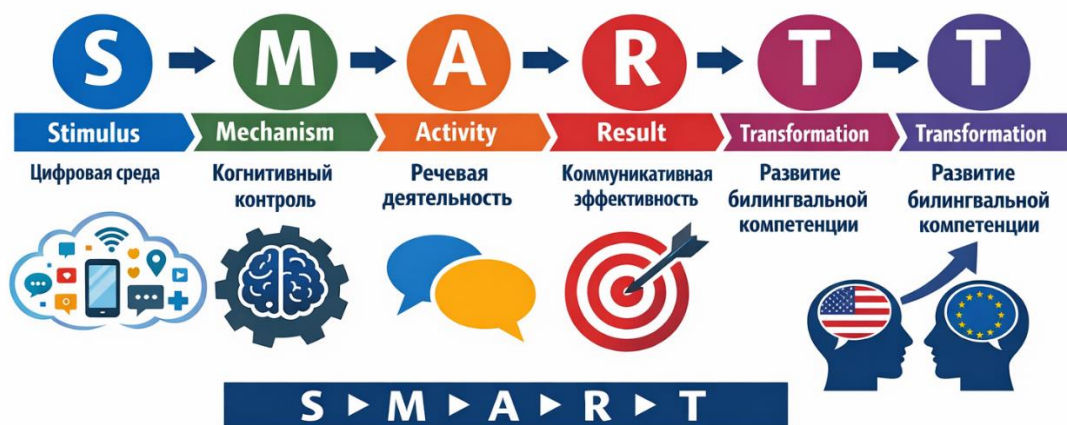 S M A R T T
Stimulus
Mechanism
Activity
Result
Transformation
Transformation
Цифровая среда
Когнитивный
контроль
Речевая
деятельность
Коммуникативная
эффективность
Развитие
билингвальной
компетенции
Развитие
билингвальной
компетенции
S ▶ M ▶ A ▶ R ▶ T